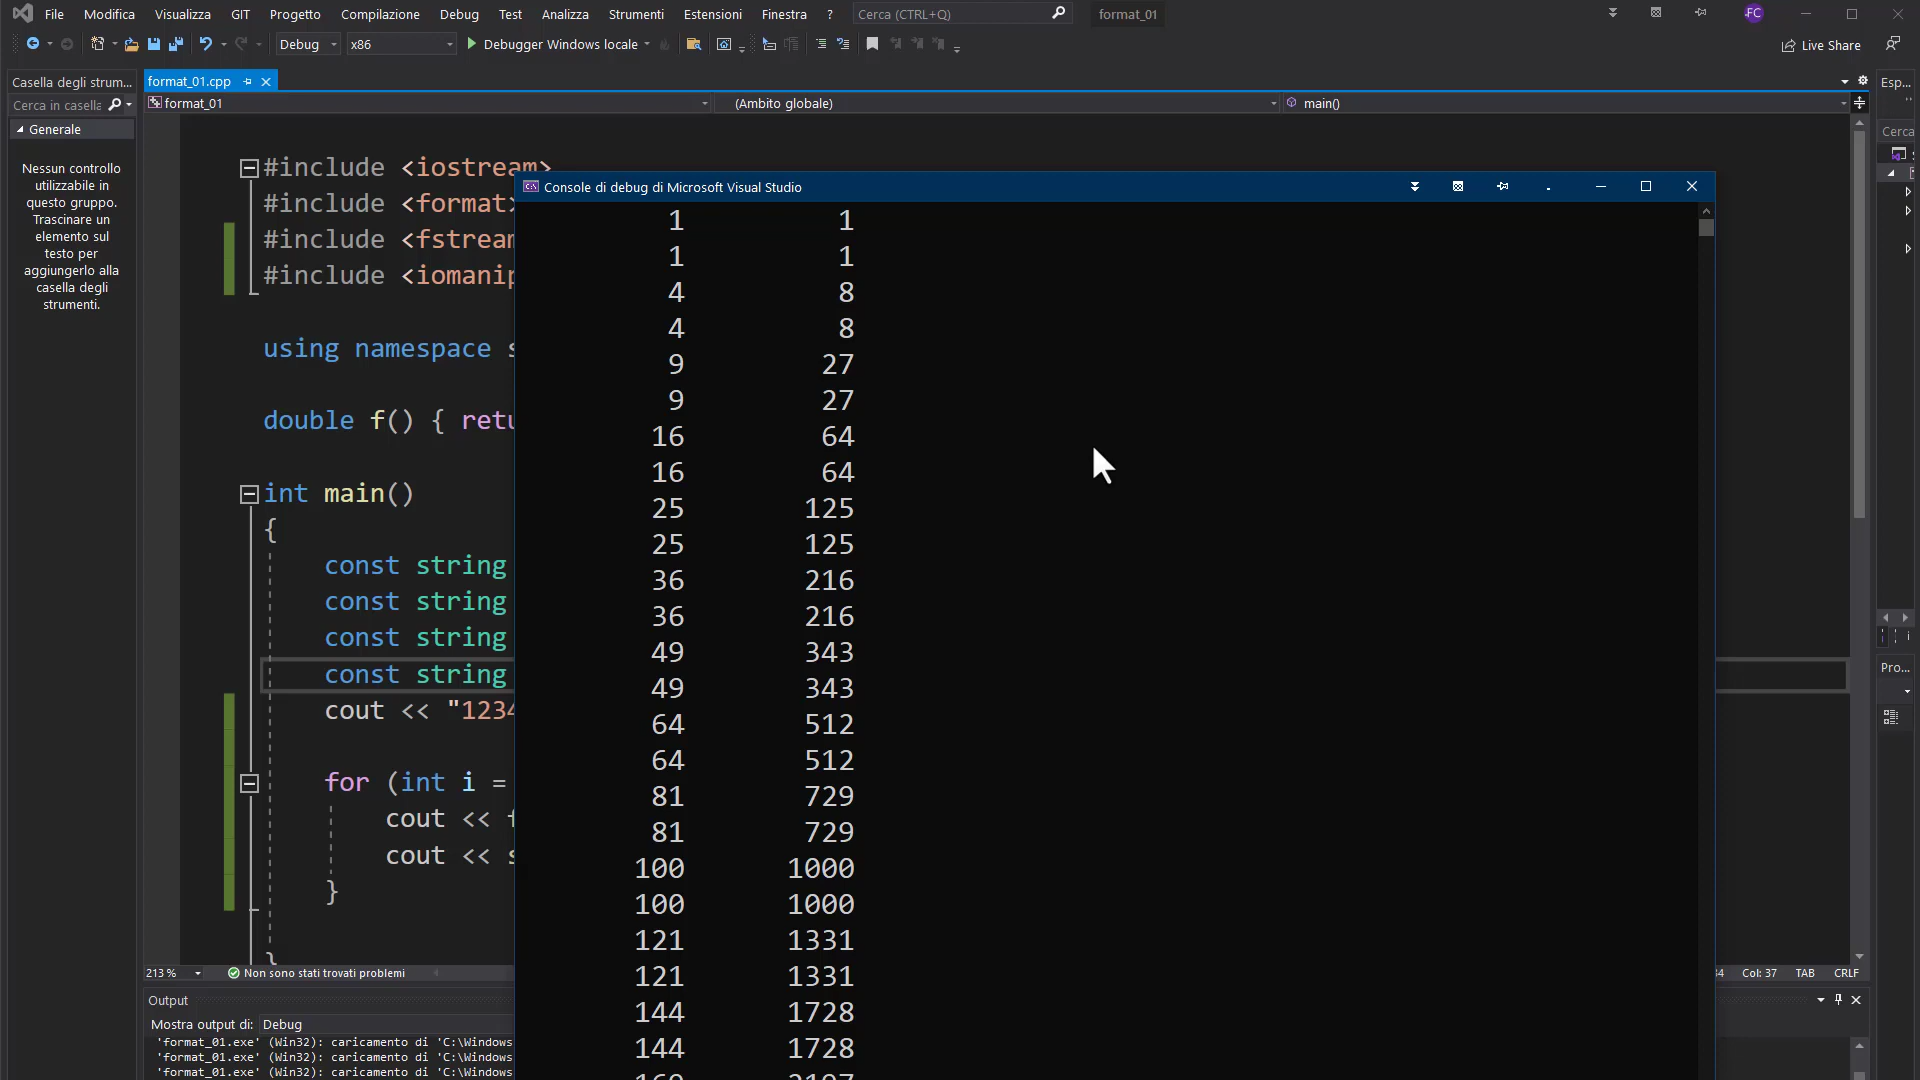 File Modifica Visualizza GIT Progetto Compilazione Debug Test Analizza Strumenti Estensioni Finestra ? Cerca (CTRL+Q) format_01 FC
Debug x86 Debugger Windows locale Live Share
Casella degli strum... format_01.cpp Esp...
Cerca in casella format_01 (Ambito globale) main()
Generale Cerca
Nessun controllo
utilizzabile in
questo gruppo.
Trascinare un
elemento sul
testo per
aggiungerlo alla
casella degli
strumenti.
#include <iostream>
#include <format>
#include <fstream
#include <iomanip
using namespace s
double f() { retu
int main()
{
const string
const string
const string
const string
cout << "1234
for (int i =
cout << f
cout << s
}
}
Console di debug di Microsoft Visual Studio
1 1
1 1
4 8
4 8
9 27
9 27
16 64
16 64
25 125
25 125
36 216
36 216
49 343
49 343
64 512
64 512
81 729
81 729
100 1000
100 1000
121 1331
121 1331
144 1728
144 1728
169 2197
Pro...
213 % Non sono stati trovati problemi Col: 37 TAB CRLF
Output
Mostra output di: Debug
'format_01.exe' (Win32): caricamento di 'C:\Windows
'format_01.exe' (Win32): caricamento di 'C:\Windows
'format_01.exe' (Win32): caricamento di 'C:\Windows